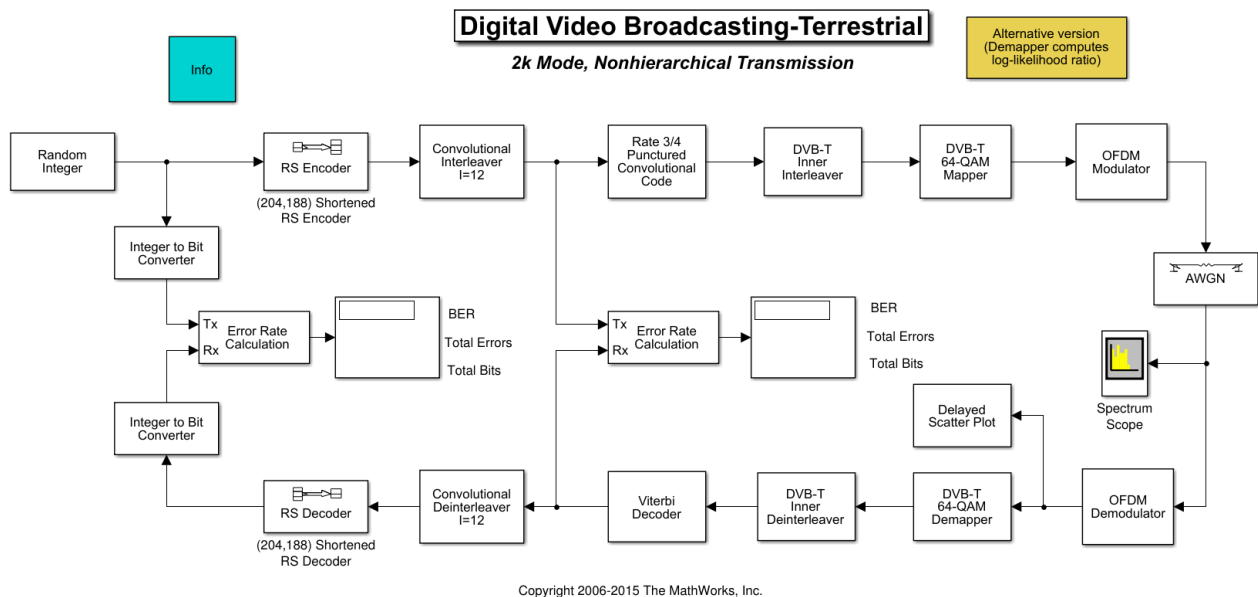 Digital Video Broadcasting-Terrestrial
2k Mode, Nonhierarchical Transmission
Info
Alternative version
(Demapper computes
log-likelihood ratio)
Random
Integer
RS Encoder
(204,188) Shortened
RS Encoder
Convolutional
Interleaver
I=12
Rate 3/4
Punctured
Convolutional
Code
DVB-T
Inner
Interleaver
DVB-T
64-QAM
Mapper
OFDM
Modulator
Integer to Bit
Converter
AWGN
Tx
Rx
Error Rate
Calculation
BER
Total Errors
Total Bits
Tx
Rx
Error Rate
Calculation
BER
Total Errors
Total Bits
Spectrum
Scope
Delayed
Scatter Plot
Integer to Bit
Converter
RS Decoder
(204,188) Shortened
RS Decoder
Convolutional
Deinterleaver
I=12
Viterbi
Decoder
DVB-T
Inner
Deinterleaver
DVB-T
64-QAM
Demapper
OFDM
Demodulator
Copyright 2006-2015 The MathWorks, Inc.